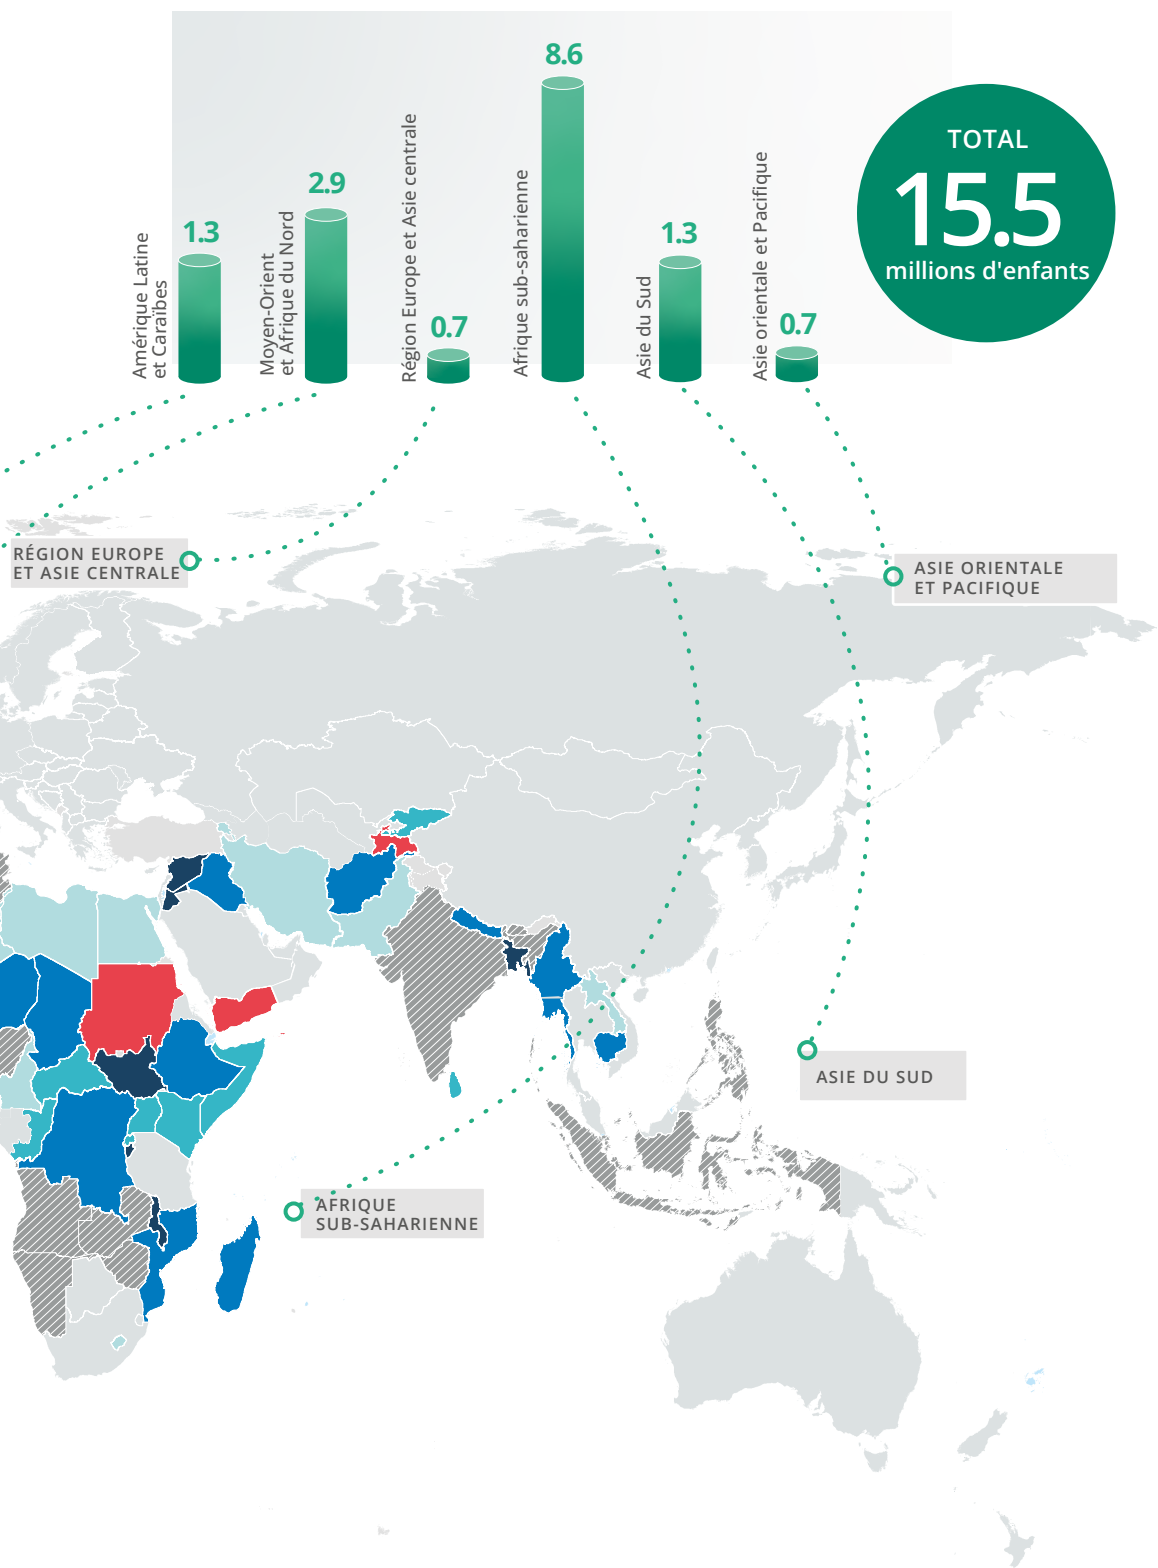 8.6
2.9
1.3
0.7
1.3
0.7
Amérique Latine
et Caraïbes
Moyen-Orient
et Afrique du Nord
Région Europe et Asie centrale
Afrique sub-saharienne
Asie du Sud
Asie orientale et Pacifique
TOTAL
15.5
millions d'enfants
RÉGION EUROPE
ET ASIE CENTRALE
ASIE ORIENTALE
ET PACIFIQUE
ASIE DU SUD
AFRIQUE
SUB-SAHARIENNE